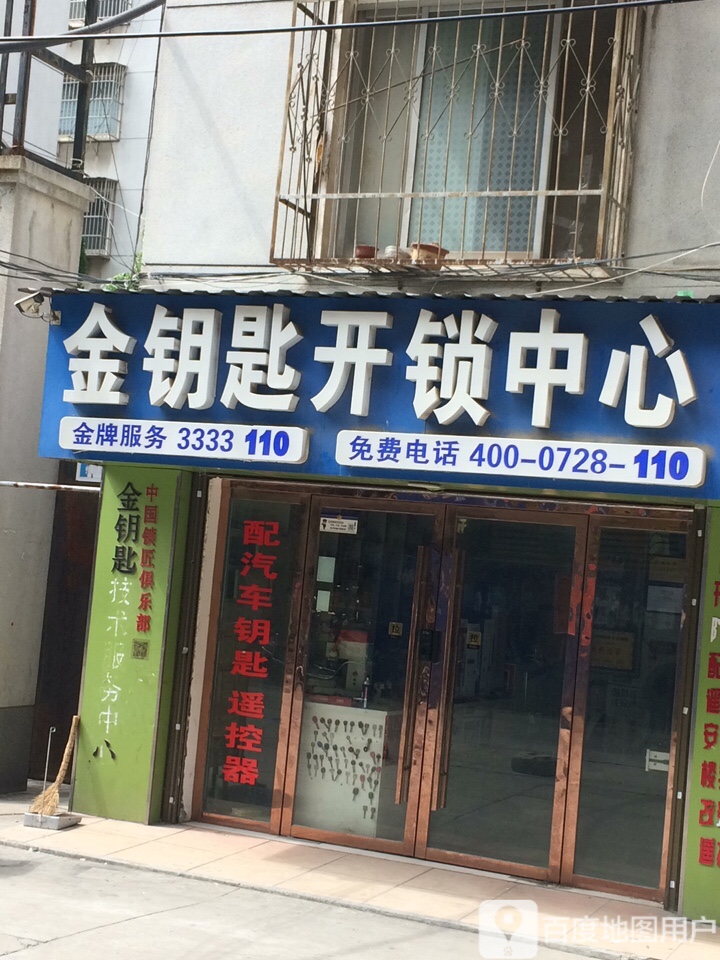 金钥匙开锁中心
金牌服务 3333 110
免费电话 400-0728-110
中国锁匠俱乐部
金钥匙技术服务中心
配汽车钥匙 遥控器
百度地图用户